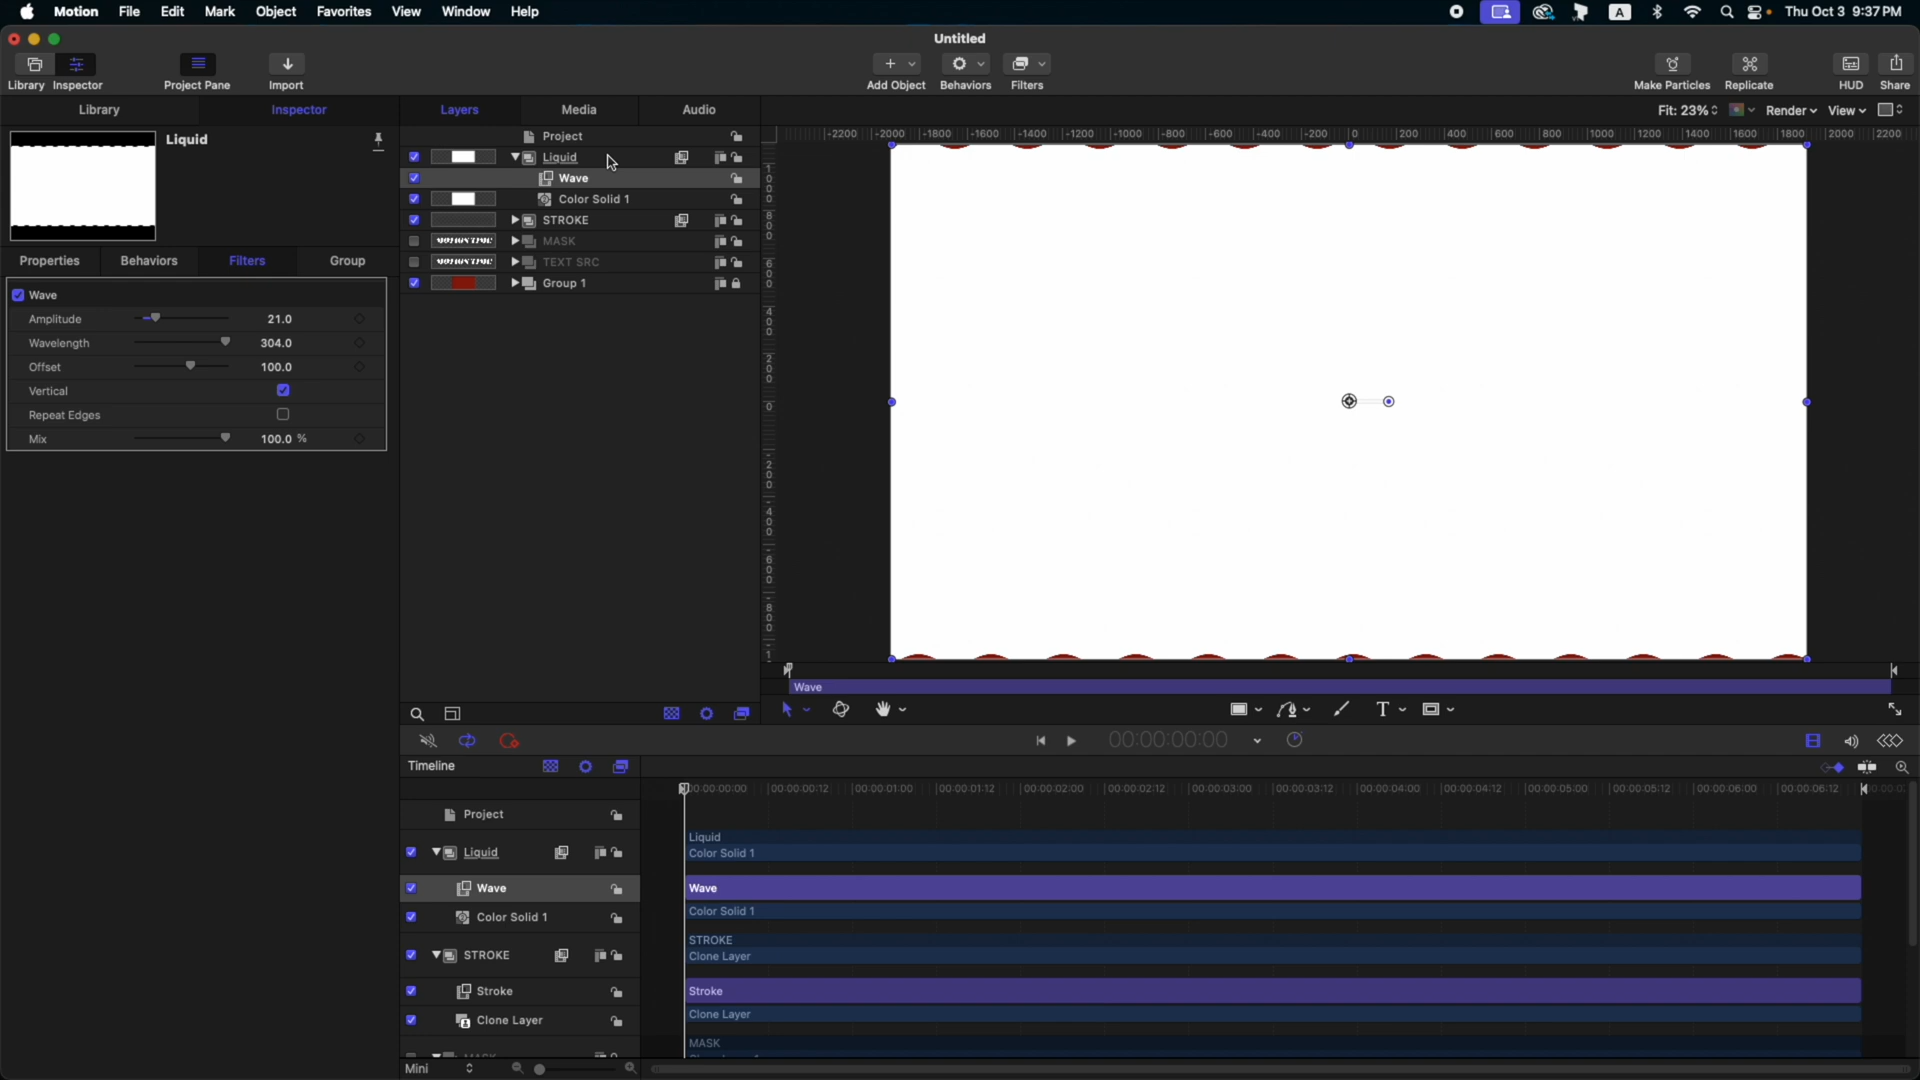 Motion File Edit Mark Object Favorites View Window Help
A Thu Oct 3 9:37 PM
Untitled
Library Inspector Project Pane Import Add Object Behaviors Filters Make Particles Replicate HUD Share
Library Inspector Layers Media Audio Fit: 23% Render View
Liquid
Project
Liquid
Wave
Color Solid 1
STROKE
MASK
TEXT SRC
Group 1
Properties Behaviors Filters Group
Wave
Amplitude 21.0
Wavelength 304.0
Offset 100.0
Vertical
Repeat Edges
Mix 100.0 %
-2200 -2000 -1800 -1600 -1400 -1200 -1000 -800 -600 -400 -200 0 200 400 600 800 1000 1200 1400 1600 1800 2000 2200
1000
800
600
400
200
0
-200
-400
-600
-800
Wave
T
00:00:00:00
Timeline
00:00:00:00 00:00:00:12 00:00:01:00 00:00:01:12 00:00:02:00 00:00:02:12 00:00:03:00 00:00:03:12 00:00:04:00 00:00:04:12 00:00:05:00 00:00:05:12 00:00:06:00 00:00:06:12
Project
Liquid
Liquid
Color Solid 1
Wave
Wave
Color Solid 1
Color Solid 1
STROKE
STROKE
Clone Layer
Stroke
Stroke
Clone Layer
Clone Layer
MASK
MASK
Mini